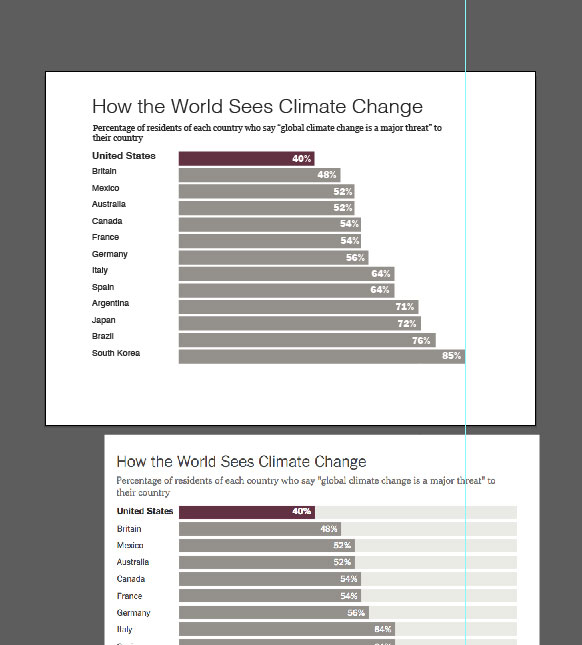 How the World Sees Climate Change
Percentage of residents of each country who say "global climate change is a major threat" to
their country
United States 40%
Britain 48%
Mexico 52%
Australia 52%
Canada 54%
France 54%
Germany 56%
Italy 64%
Spain 64%
Argentina 71%
Japan 72%
Brazil 76%
South Korea 85%
How the World Sees Climate Change
Percentage of residents of each country who say "global climate change is a major threat" to
their country
United States 40%
Britain 48%
Mexico 52%
Australia 52%
Canada 54%
France 54%
Germany 56%
Italy 64%